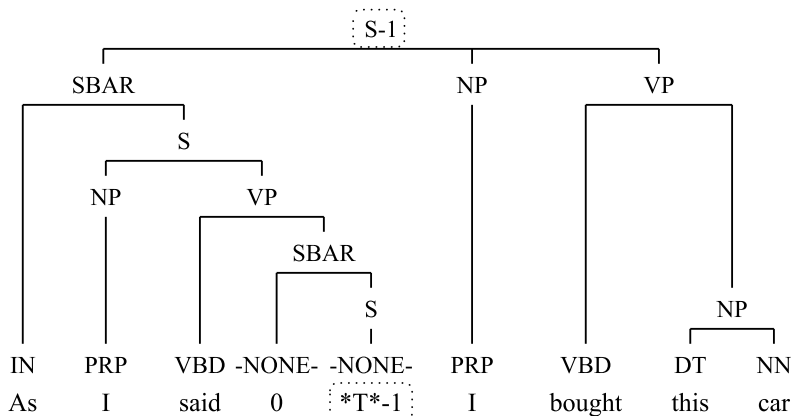 S-1
SBAR NP VP
S
NP VP
SBAR
S NP
IN PRP VBD -NONE- -NONE- PRP VBD DT NN
As I said 0 *T*-1 I bought this car